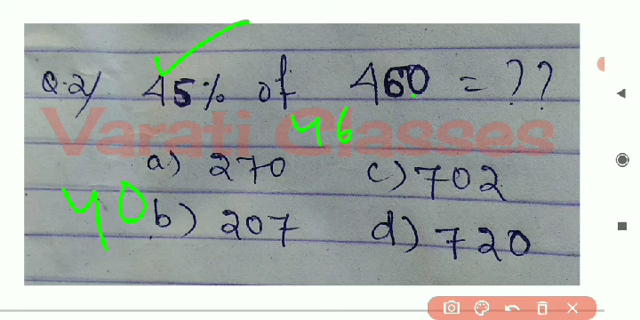 Q.2/ 45% of 460 = ??
46
Varati Classes
a) 270 c) 702
40
b) 207 d) 720